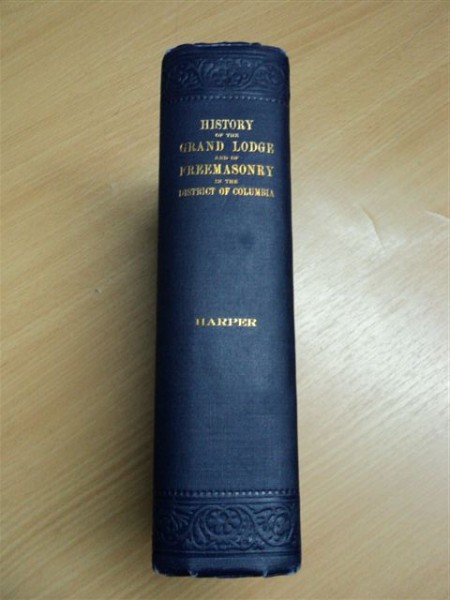 HISTORY
OF THE
GRAND LODGE
AND OF
FREEMASONRY
IN THE
DISTRICT OF COLUMBIA
HARPER